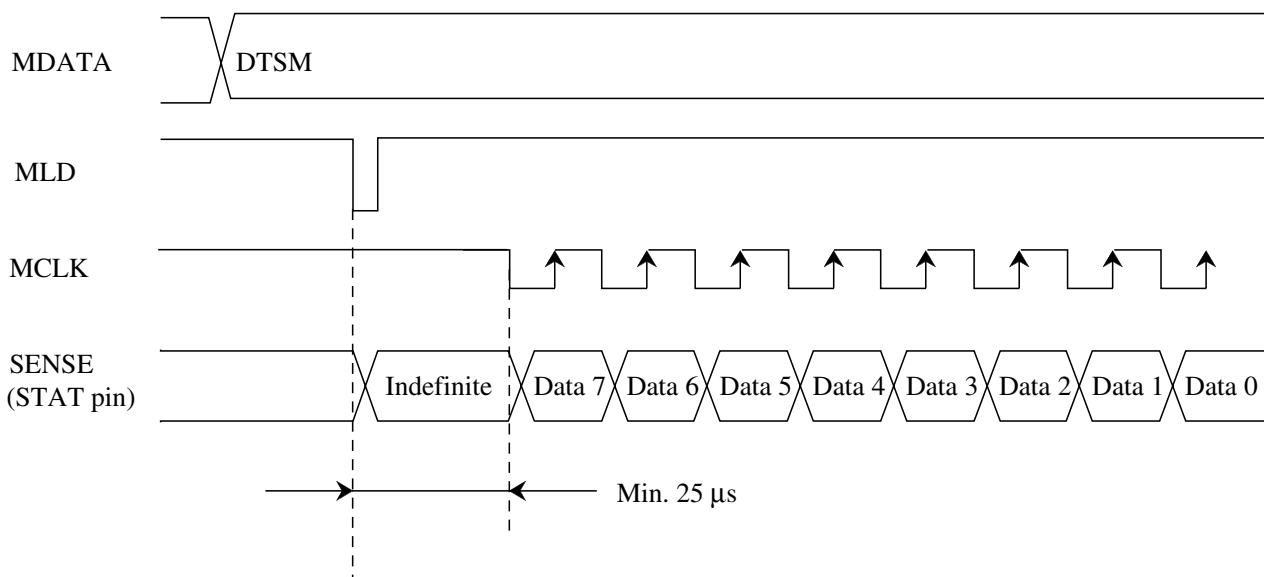 MDATA
DTSM
MLD
MCLK
SENSE
(STAT pin)
Indefinite
Data 7
Data 6
Data 5
Data 4
Data 3
Data 2
Data 1
Data 0
Min. 25 μs